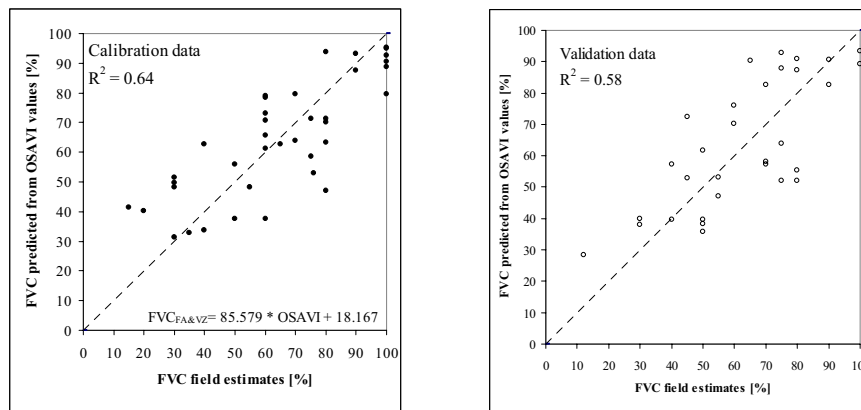 Calibration data
R² = 0.64
FVC predicted from OSAVI values [%]
100
90
80
70
60
50
40
30
20
10
0
FVC_FA&VZ = 85.579 * OSAVI + 18.167
0 10 20 30 40 50 60 70 80 90 100
FVC field estimates [%]
Validation data
R² = 0.58
FVC predicted from OSAVI values [%]
100
90
80
70
60
50
40
30
20
10
0
0 10 20 30 40 50 60 70 80 90 100
FVC field estimates [%]